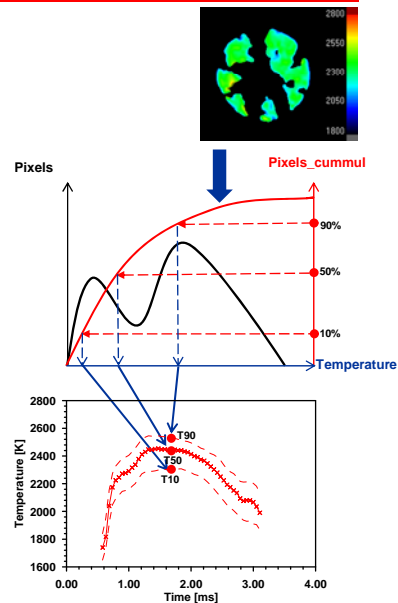 2800
2550
2300
2050
1800
Pixels
Pixels_cummul
90%
50%
10%
Temperature
2800
2600
2400
2200
2000
1800
1600
Temperature [K]
T90
T50
T10
0.00
1.00
2.00
3.00
4.00
Time [ms]